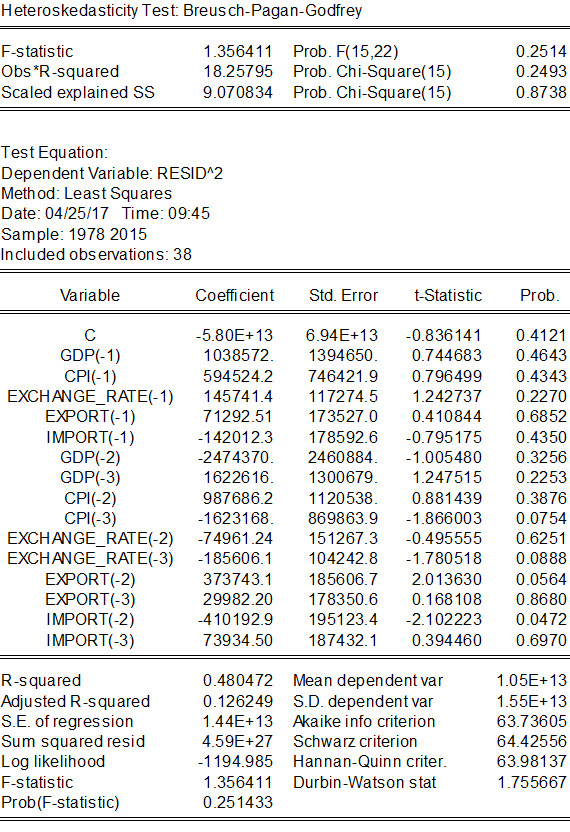 Heteroskedasticity Test: Breusch-Pagan-Godfrey
F-statistic 1.356411 Prob. F(15,22) 0.2514
Obs*R-squared 18.25795 Prob. Chi-Square(15) 0.2493
Scaled explained SS 9.070834 Prob. Chi-Square(15) 0.8738
Test Equation:
Dependent Variable: RESID^2
Method: Least Squares
Date: 04/25/17 Time: 09:45
Sample: 1978 2015
Included observations: 38
Variable Coefficient Std. Error t-Statistic Prob.
C -5.80E+13 6.94E+13 -0.836141 0.4121
GDP(-1) 1038572. 1394650. 0.744683 0.4643
CPI(-1) 594524.2 746421.9 0.796499 0.4343
EXCHANGE_RATE(-1) 145741.4 117274.5 1.242737 0.2270
EXPORT(-1) 71292.51 173527.0 0.410844 0.6852
IMPORT(-1) -142012.3 178592.6 -0.795175 0.4350
GDP(-2) -2474370. 2460884. -1.005480 0.3256
GDP(-3) 1622616. 1300679. 1.247515 0.2253
CPI(-2) 987686.2 1120538. 0.881439 0.3876
CPI(-3) -1623168. 869863.9 -1.866003 0.0754
EXCHANGE_RATE(-2) -74961.24 151267.3 -0.495555 0.6251
EXCHANGE_RATE(-3) -185606.1 104242.8 -1.780518 0.0888
EXPORT(-2) 373743.1 185606.7 2.013630 0.0564
EXPORT(-3) 29982.20 178350.6 0.168108 0.8680
IMPORT(-2) -410192.9 195123.4 -2.102223 0.0472
IMPORT(-3) 73934.50 187432.1 0.394460 0.6970
R-squared 0.480472 Mean dependent var 1.05E+13
Adjusted R-squared 0.126249 S.D. dependent var 1.55E+13
S.E. of regression 1.44E+13 Akaike info criterion 63.73605
Sum squared resid 4.59E+27 Schwarz criterion 64.42556
Log likelihood -1194.985 Hannan-Quinn criter. 63.98137
F-statistic 1.356411 Durbin-Watson stat 1.755667
Prob(F-statistic) 0.251433